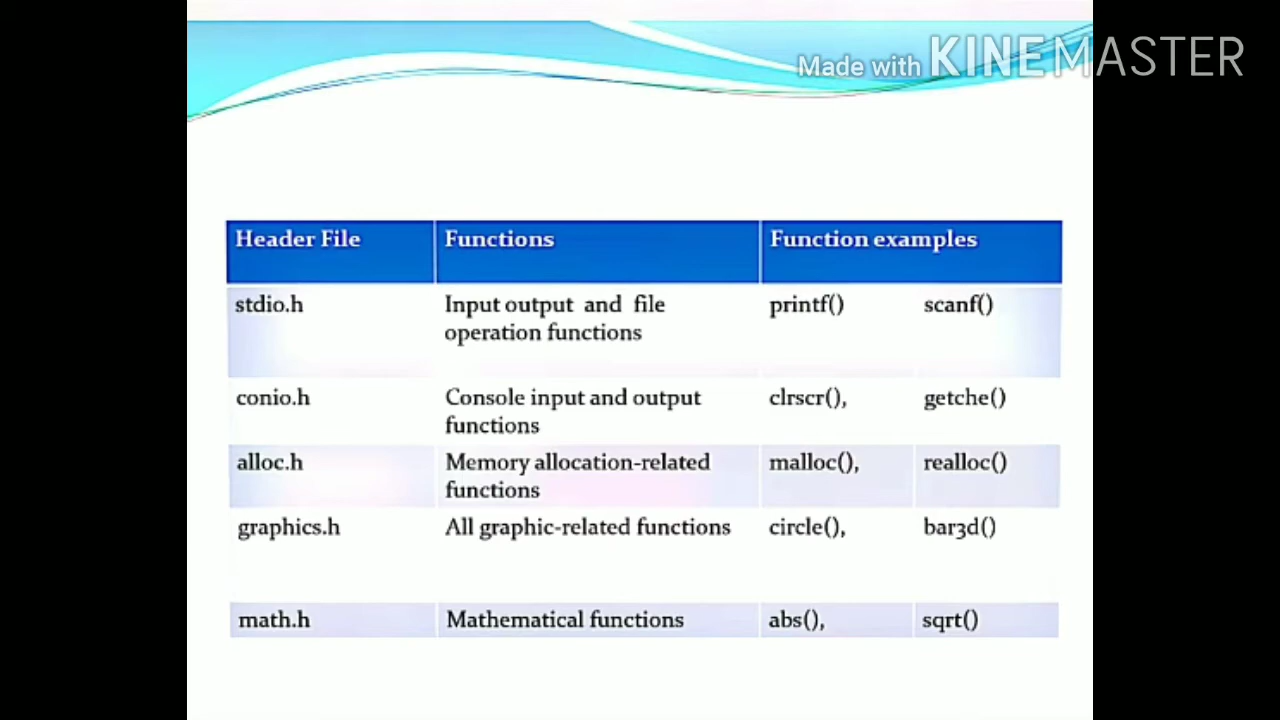 Made with KINEMASTER
Header File Functions Function examples
stdio.h Input output and file printf() scanf()
operation functions
conio.h Console input and output clrscr(), getche()
functions
alloc.h Memory allocation-related malloc(), realloc()
functions
graphics.h All graphic-related functions circle(), bar3d()
math.h Mathematical functions abs(), sqrt()